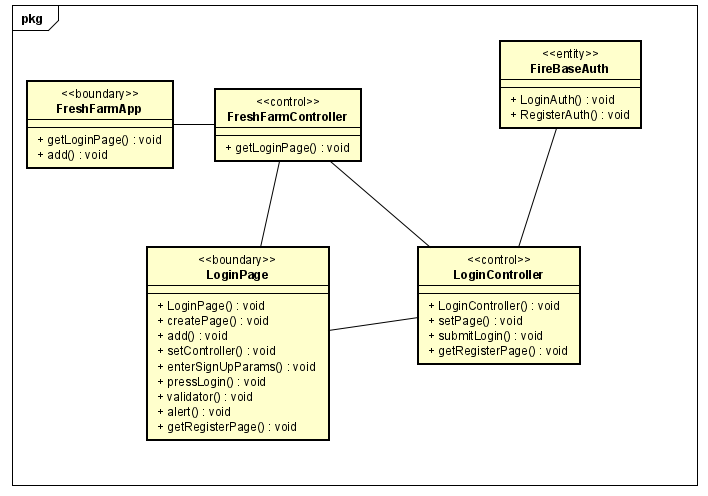 pkg
<<boundary>>
FreshFarmApp
+ getLoginPage() : void
+ add() : void
<<control>>
FreshFarmController
+ getLoginPage() : void
<<entity>>
FireBaseAuth
+ LoginAuth() : void
+ RegisterAuth() : void
<<boundary>>
LoginPage
+ LoginPage() : void
+ createPage() : void
+ add() : void
+ setController() : void
+ enterSignUpParams() : void
+ pressLogin() : void
+ validator() : void
+ alert() : void
+ getRegisterPage() : void
<<control>>
LoginController
+ LoginController() : void
+ setPage() : void
+ submitLogin() : void
+ getRegisterPage() : void